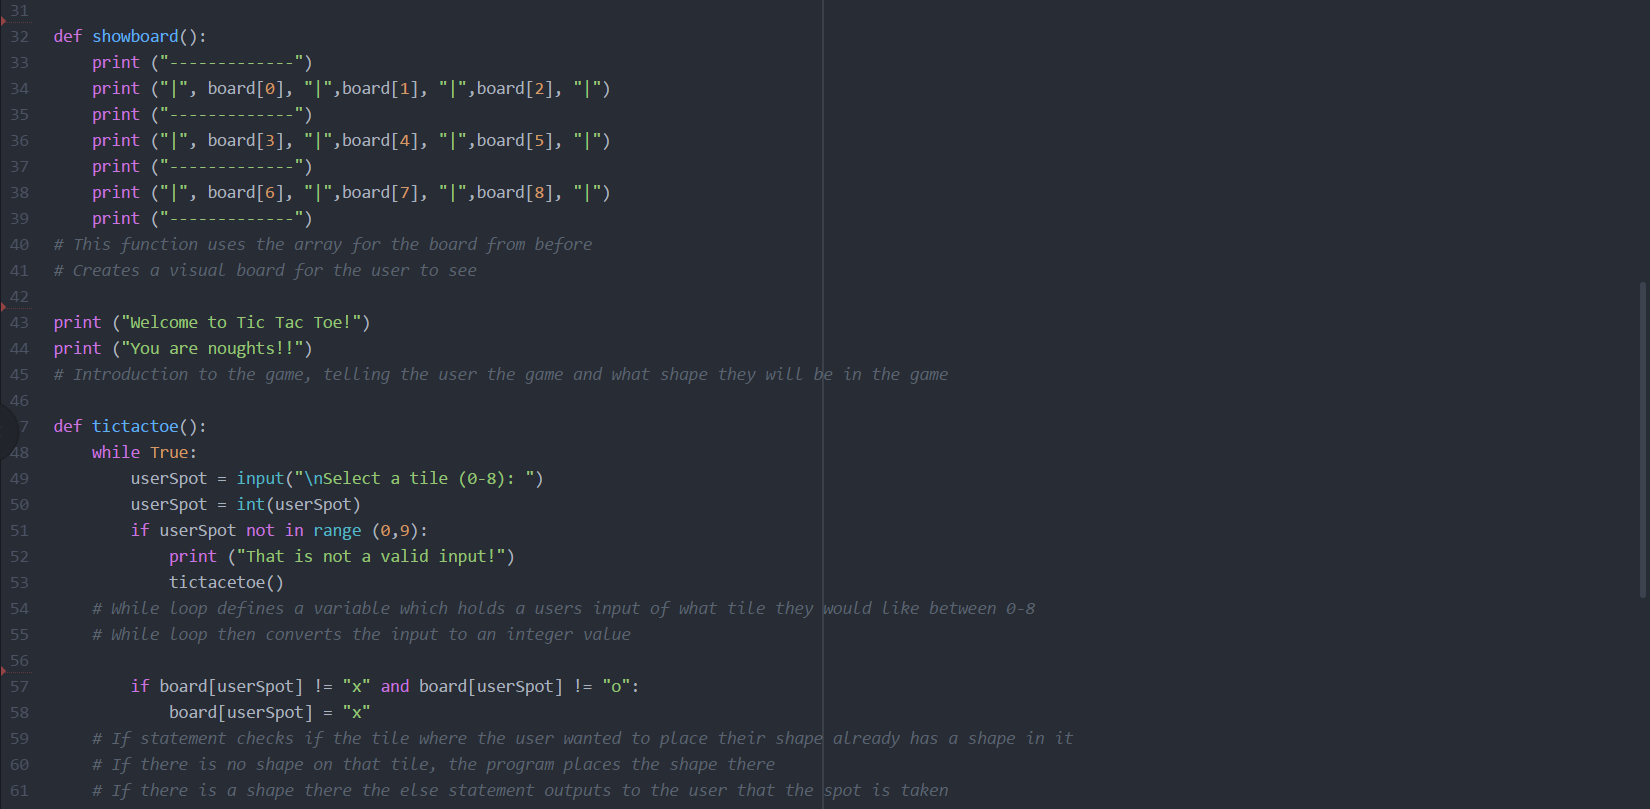 31
32 def showboard():
33     print ("-------------")
34     print ("|", board[0], "|",board[1], "|",board[2], "|")
35     print ("-------------")
36     print ("|", board[3], "|",board[4], "|",board[5], "|")
37     print ("-------------")
38     print ("|", board[6], "|",board[7], "|",board[8], "|")
39     print ("-------------")
40 # This function uses the array for the board from before
41 # Creates a visual board for the user to see
42
43 print ("Welcome to Tic Tac Toe!")
44 print ("You are noughts!!")
45 # Introduction to the game, telling the user the game and what shape they will be in the game
46
7 def tictactoe():
48     while True:
49         userSpot = input("\nSelect a tile (0-8): ")
50         userSpot = int(userSpot)
51         if userSpot not in range (0,9):
52             print ("That is not a valid input!")
53             tictacetoe()
54     # While loop defines a variable which holds a users input of what tile they would like between 0-8
55     # While loop then converts the input to an integer value
56
57         if board[userSpot] != "x" and board[userSpot] != "o":
58             board[userSpot] = "x"
59     # If statement checks if the tile where the user wanted to place their shape already has a shape in it
60     # If there is no shape on that tile, the program places the shape there
61     # If there is a shape there the else statement outputs to the user that the spot is taken